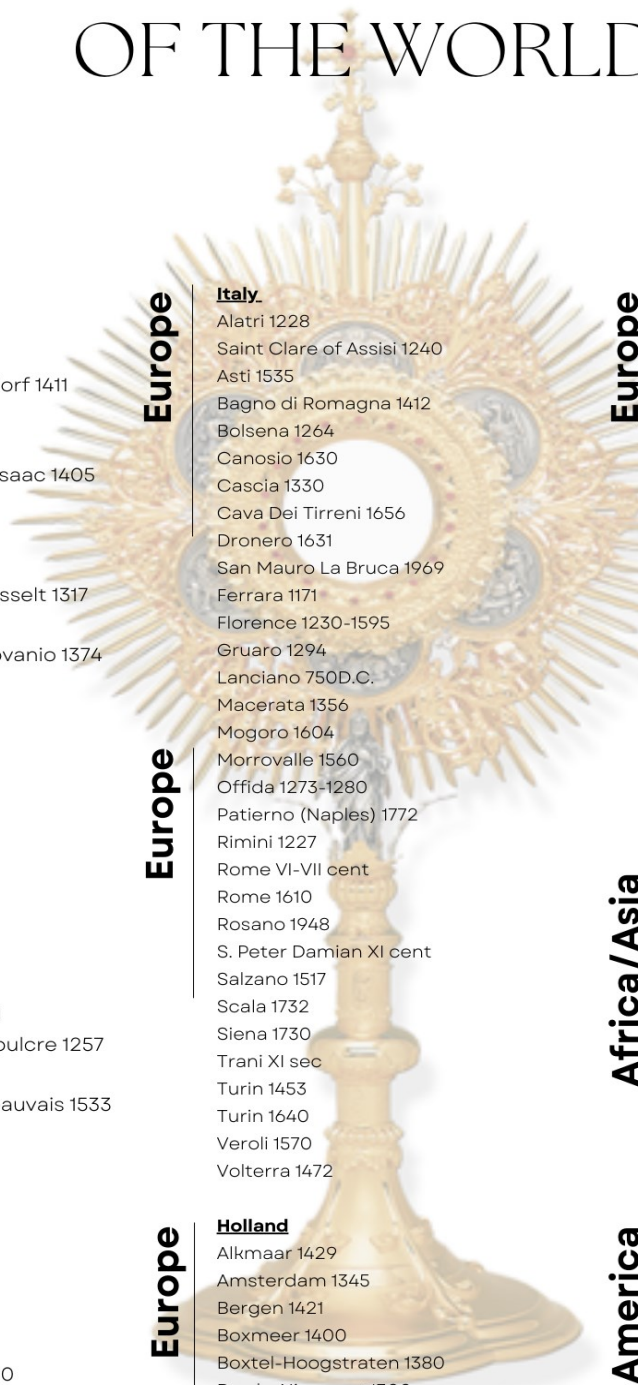 OF THE WORLD
orf 1411
saac 1405
sselt 1317
ovanio 1374
oulcre 1257
auvais 1533
0
Europe
Italy
Alatri 1228
Saint Clare of Assisi 1240
Asti 1535
Bagno di Romagna 1412
Bolsena 1264
Canosio 1630
Cascia 1330
Cava Dei Tirreni 1656
Dronero 1631
San Mauro La Bruca 1969
Ferrara 1171
Florence 1230-1595
Gruaro 1294
Lanciano 750D.C.
Macerata 1356
Mogoro 1604
Europe
Morrovalle 1560
Offida 1273-1280
Patierno (Naples) 1772
Rimini 1227
Rome VI-VII cent
Rome 1610
Rosano 1948
S. Peter Damian XI cent
Salzano 1517
Scala 1732
Siena 1730
Trani XI sec
Turin 1453
Turin 1640
Veroli 1570
Volterra 1472
Europe
Holland
Alkmaar 1429
Amsterdam 1345
Bergen 1421
Boxmeer 1400
Boxtel-Hoogstraten 1380
Europe
Africa/Asia
America